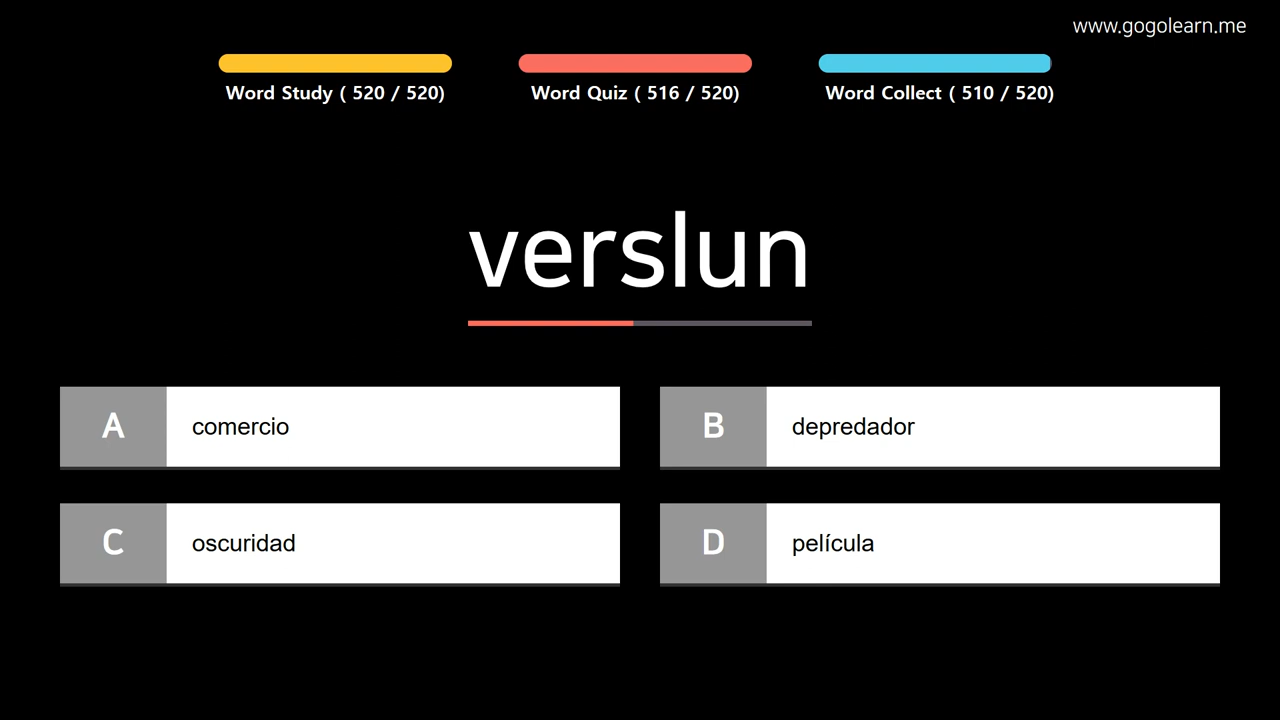 www.gogolearn.me
Word Study ( 520 / 520)
Word Quiz ( 516 / 520)
Word Collect ( 510 / 520)
verslun
A
comercio
B
depredador
C
oscuridad
D
película